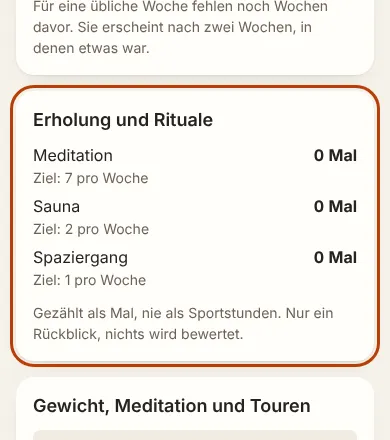 Für eine übliche Woche fehlen noch Wochen
davor. Sie erscheint nach zwei Wochen, in
denen etwas war.
Erholung und Rituale
Meditation 0 Mal
Ziel: 7 pro Woche
Sauna 0 Mal
Ziel: 2 pro Woche
Spaziergang 0 Mal
Ziel: 1 pro Woche
Gezählt als Mal, nie als Sportstunden. Nur ein
Rückblick, nichts wird bewertet.
Gewicht, Meditation und Touren